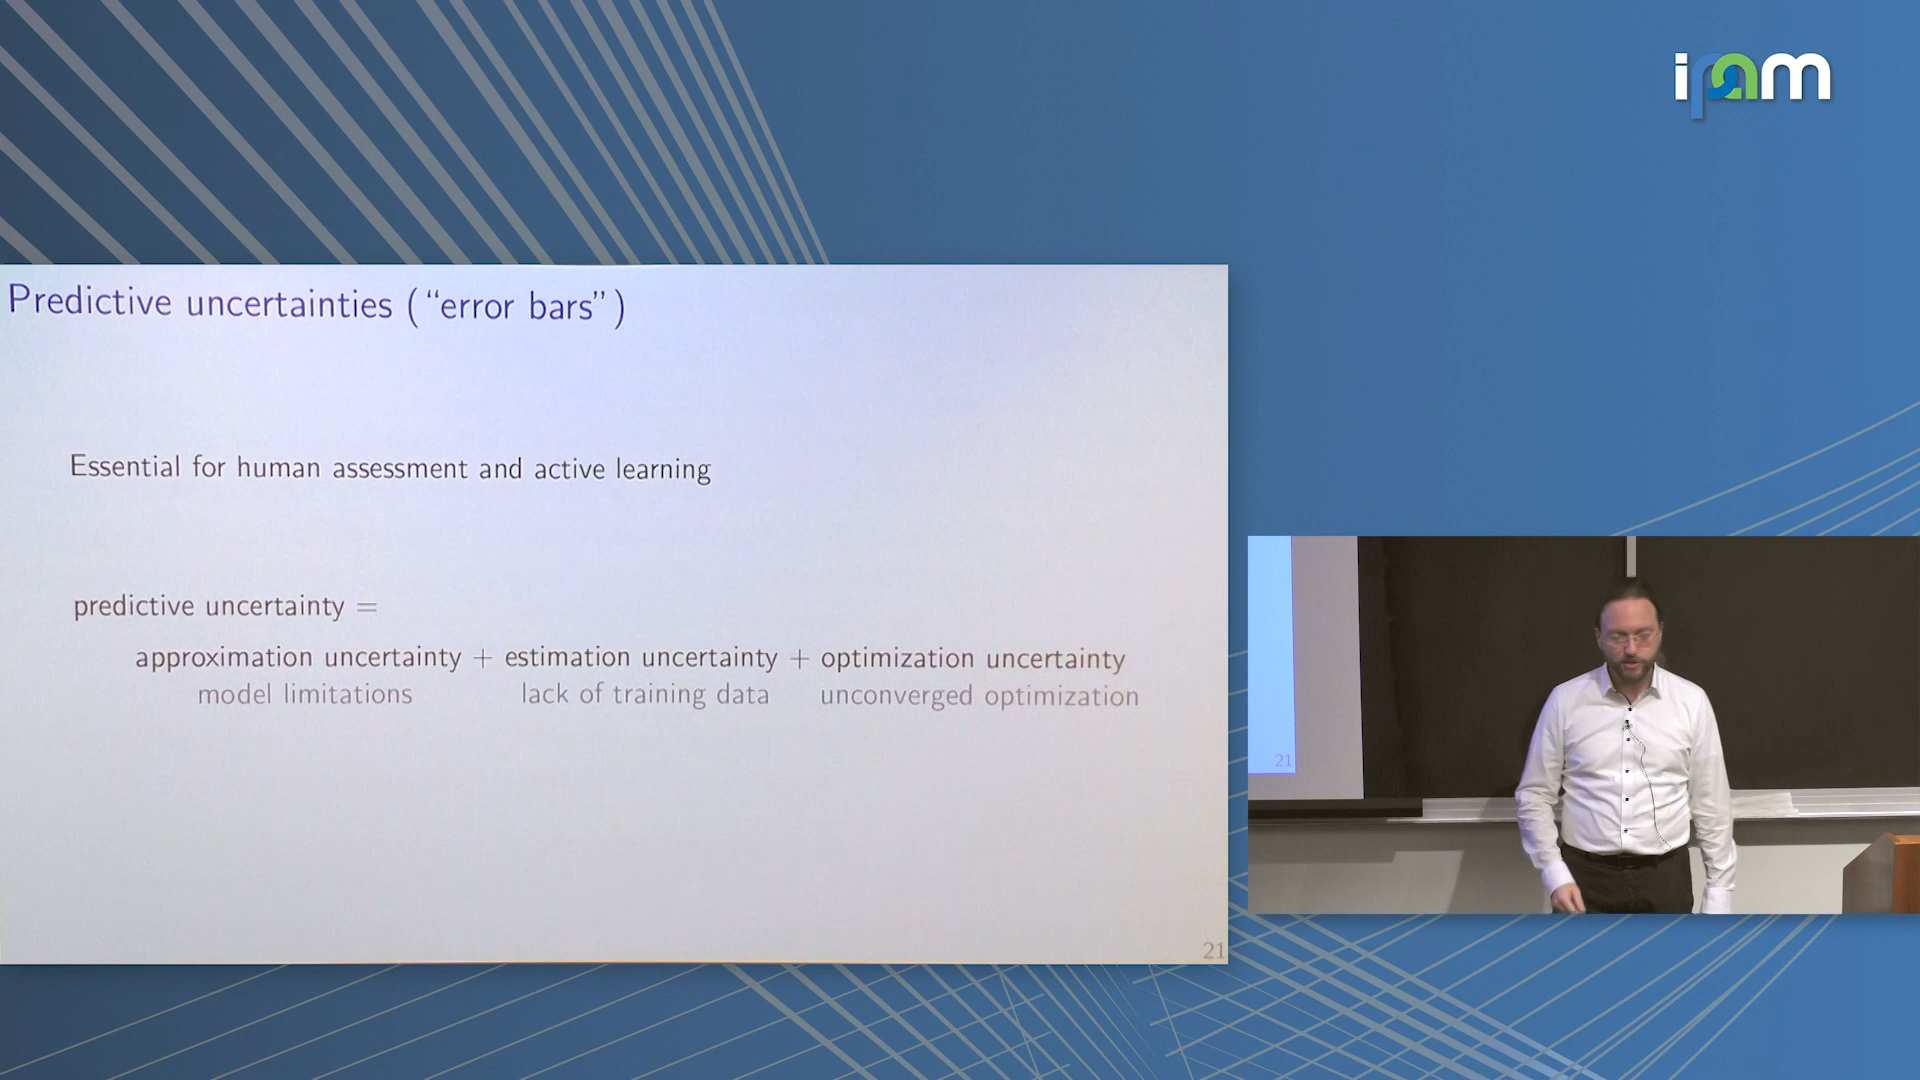 ipam
Predictive uncertainties (“error bars”)
Essential for human assessment and active learning
predictive uncertainty =
approximation uncertainty + estimation uncertainty + optimization uncertainty
model limitations lack of training data unconverged optimization
21
21